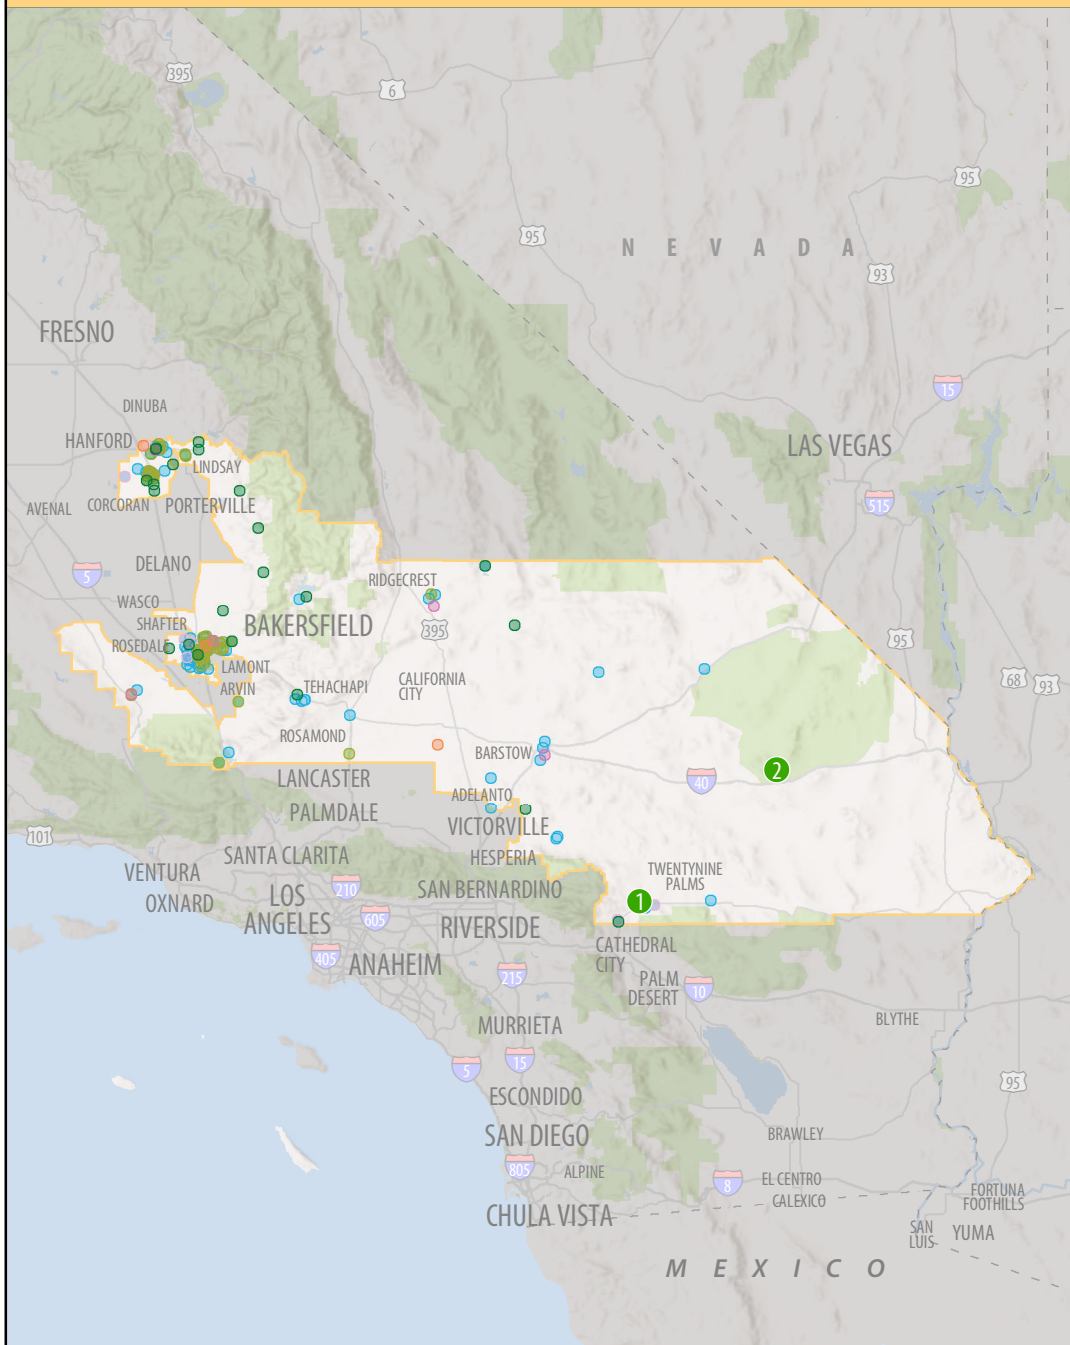 395
6
95
95
N E V A D A
93
FRESNO
15
DINUBA
HANFORD
LAS VEGAS
LINDSAY
AVENAL
CORCORAN
PORTERVILLE
515
DELANO
5
RIDGECREST
WASCO
SHAFTER
BAKERSFIELD
395
95
ROSEDALE
LAMONT
68
93
ARVIN
TEHACHAPI
CALIFORNIA
CITY
ROSAMOND
BARSTOW
2
LANCASTER
40
ADELANTO
PALMDALE
VICTORVILLE
101
SANTA CLARITA
HESPERIA
VENTURA
TWENTYNINE
PALMS
210
SAN BERNARDINO
OXNARD
LOS
ANGELES
1
605
RIVERSIDE
405
ANAHEIM
CATHEDRAL
CITY
215
PALM
DESERT
10
BLYTHE
MURRIETA
5
15
95
ESCONDIDO
SAN DIEGO
BRAWLEY
805
ALPINE
8
EL CENTRO
CALEXICO
FORTUNA
FOOTHILLS
CHULA VISTA
SAN
LUIS
YUMA
M E X I C O